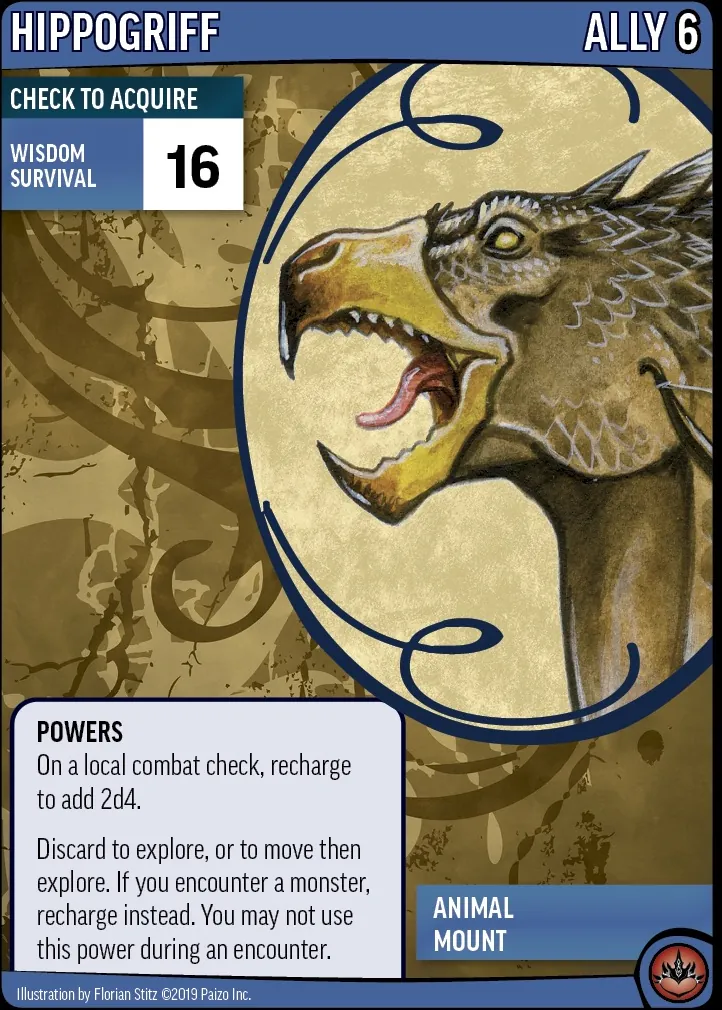 HIPPOGRIFF
ALLY 6
CHECK TO ACQUIRE
WISDOM
SURVIVAL
16
POWERS
On a local combat check, recharge
to add 2d4.
Discard to explore, or to move then
explore. If you encounter a monster,
recharge instead. You may not use
this power during an encounter.
ANIMAL
MOUNT
Illustration by Florian Stitz ©2019 Paizo Inc.